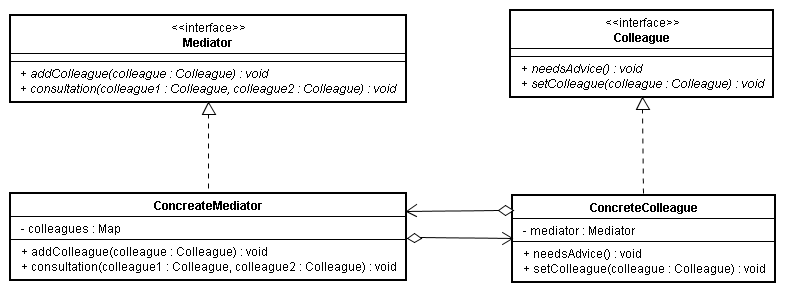 <<interface>>
Mediator
+ addColleague(colleague : Colleague) : void
+ consultation(colleague1 : Colleague, colleague2 : Colleague) : void
<<interface>>
Colleague
+ needsAdvice() : void
+ setColleague(colleague : Colleague) : void
ConcreateMediator
- colleagues : Map
+ addColleague(colleague : Colleague) : void
+ consultation(colleague1 : Colleague, colleague2 : Colleague) : void
ConcreteColleague
- mediator : Mediator
+ needsAdvice() : void
+ setColleague(colleague : Colleague) : void